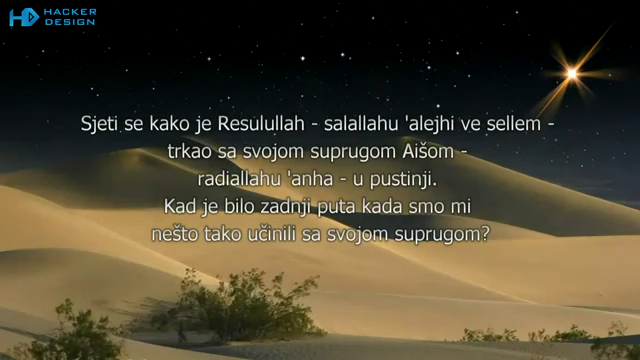 HACKER
DESIGN
Sjeti se kako je Resulullah - salallahu 'alejhi ve sellem -
trkao sa svojom suprugom Aišom -
radiallahu 'anha - u pustinji.
Kad je bilo zadnji puta kada smo mi
nešto tako učinili sa svojom suprugom?